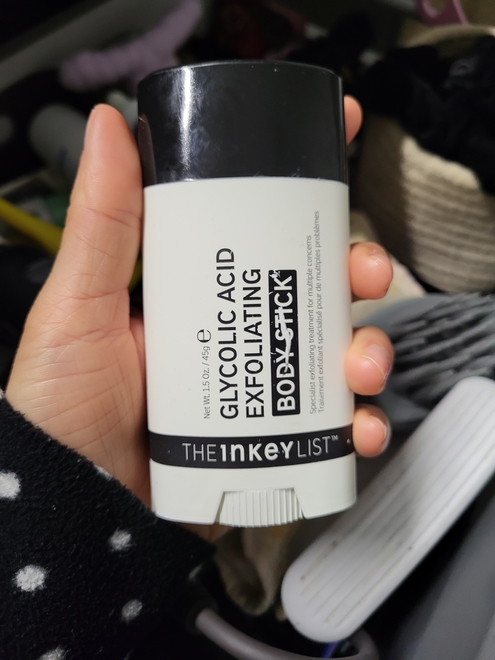 Net Wt. 1.5 Oz. / 45g ℮
GLYCOLIC ACID
EXFOLIATING
BODY STICK
Specialist exfoliating treatment for multiple concerns
Traitement exfoliant spécialisé pour de multiples problèmes
THE INKEY LIST™